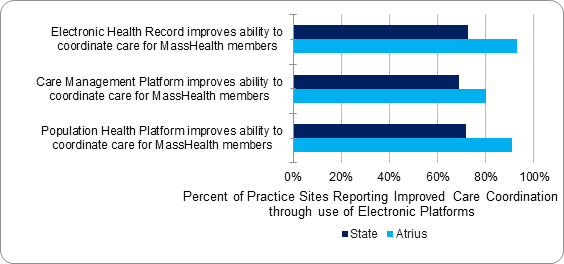 Electronic Health Record improves ability to
coordinate care for MassHealth members
Care Management Platform improves ability to
coordinate care for MassHealth members
Population Health Platform improves ability to
coordinate care for MassHealth members
0% 20% 40% 60% 80% 100%
Percent of Practice Sites Reporting Improved Care Coordination
through use of Electronic Platforms
State Atrius